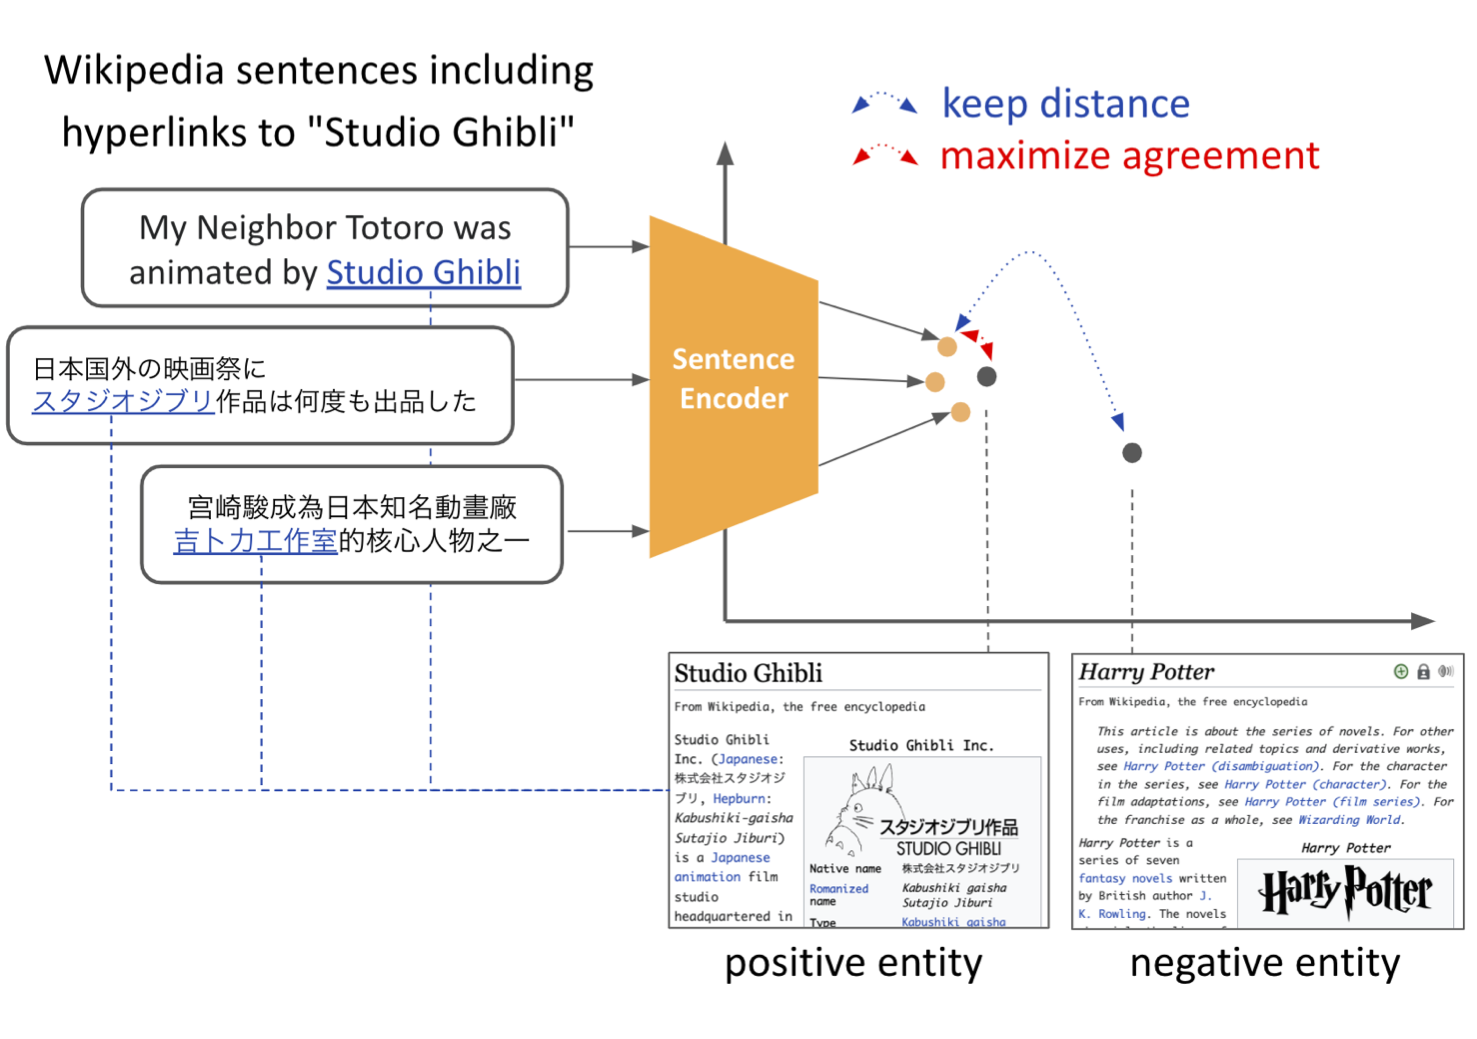 Wikipedia sentences including
hyperlinks to "Studio Ghibli"
keep distance
maximize agreement
My Neighbor Totoro was
animated by Studio Ghibli
日本国外の映画祭に
スタジオジブリ作品は何度も出品した
宮崎駿成為日本知名動畫廠
吉卜力工作室的核心人物之一
Sentence
Encoder
Studio Ghibli
From Wikipedia, the free encyclopedia
Studio Ghibli
Inc. (Japanese:
株式会社スタジオジ
ブリ, Hepburn:
Kabushiki-gaisha
Sutajio Jiburi)
is a Japanese
animation film
studio
headquartered in
Studio Ghibli Inc.
スタジオジブリ作品
STUDIO GHIBLI
Native name 株式会社スタジオジブリ
Romanized Kabushiki gaisha
name Sutajio Jiburi
Type Kabushiki gaisha
positive entity
Harry Potter
From Wikipedia, the free encyclopedia
This article is about the series of novels. For other
uses, including related topics and derivative works,
see Harry Potter (disambiguation). For the character
in the series, see Harry Potter (character). For the
film adaptations, see Harry Potter (film series). For
the franchise as a whole, see Wizarding World.
Harry Potter is a
series of seven
fantasy novels written
by British author J.
K. Rowling. The novels
Harry Potter
Harry Potter
negative entity